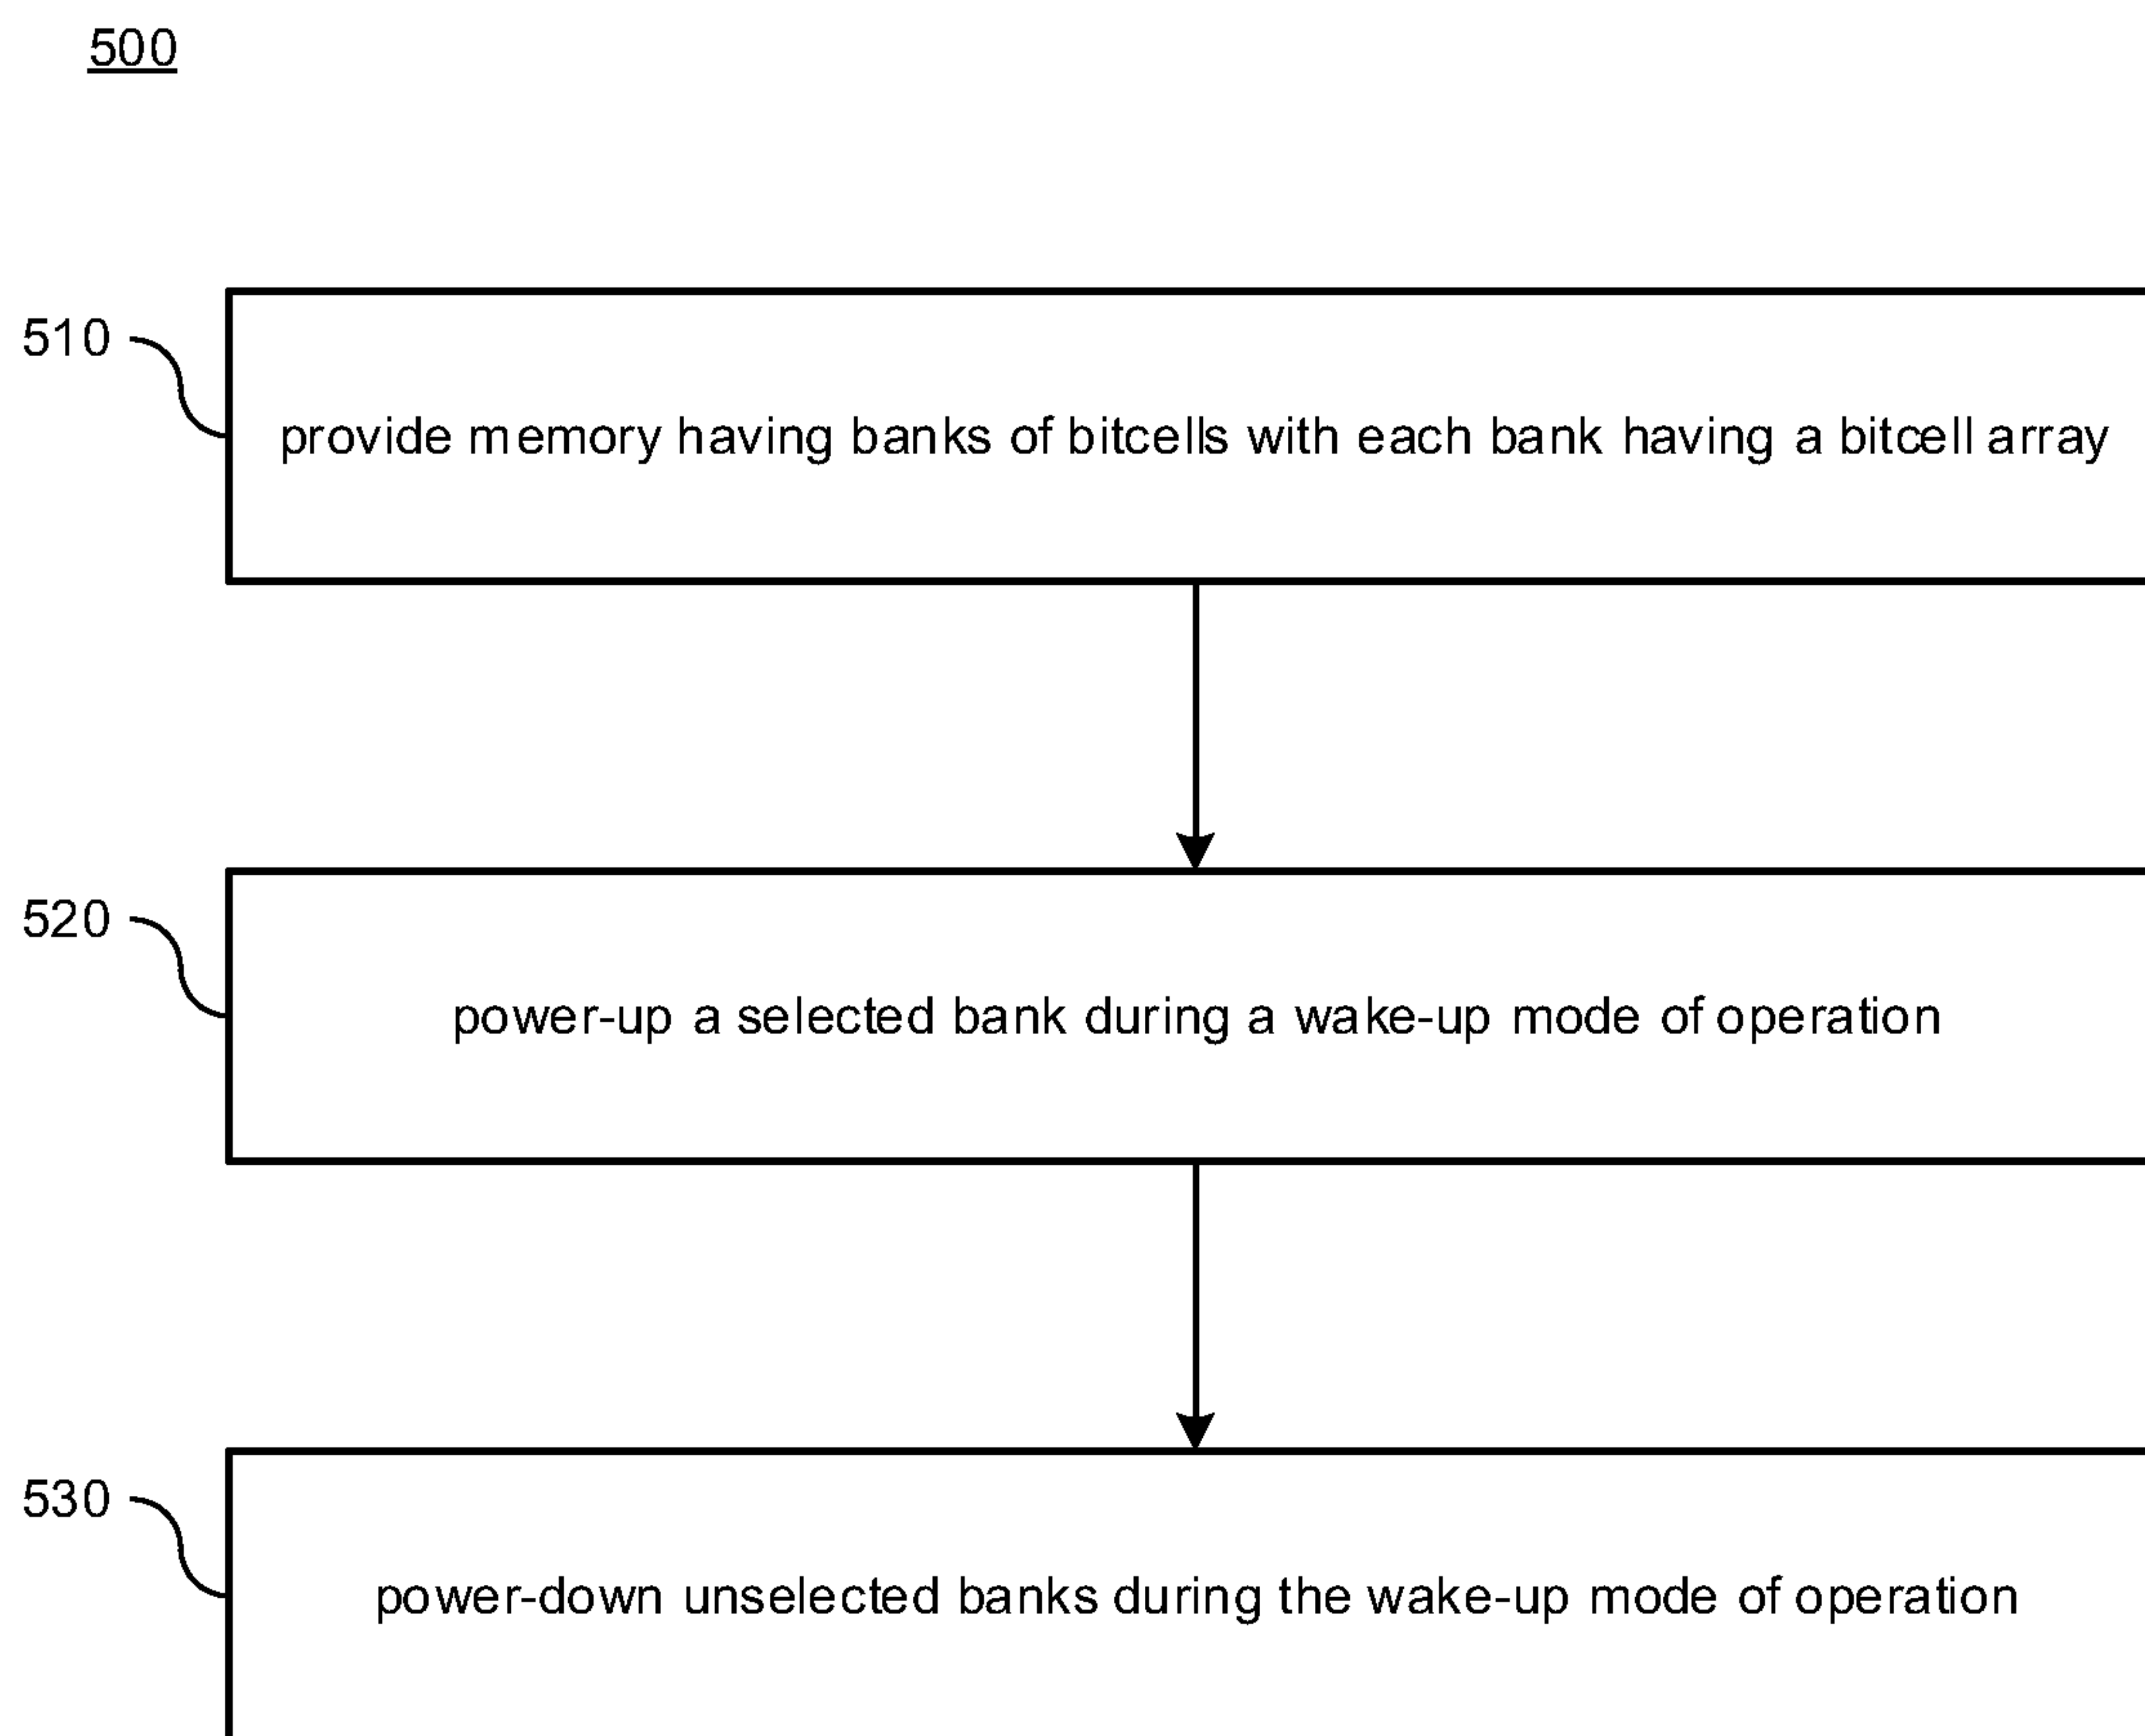 500
510
provide memory having banks of bitcells with each bank having a bitcell array
520
power-up a selected bank during a wake-up mode of operation
530
power-down unselected banks during the wake-up mode of operation